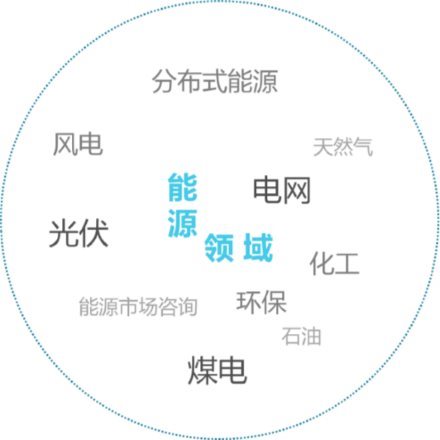 分布式能源
风电
天然气
能
源
领域
电网
光伏
化工
能源市场咨询
环保
石油
煤电